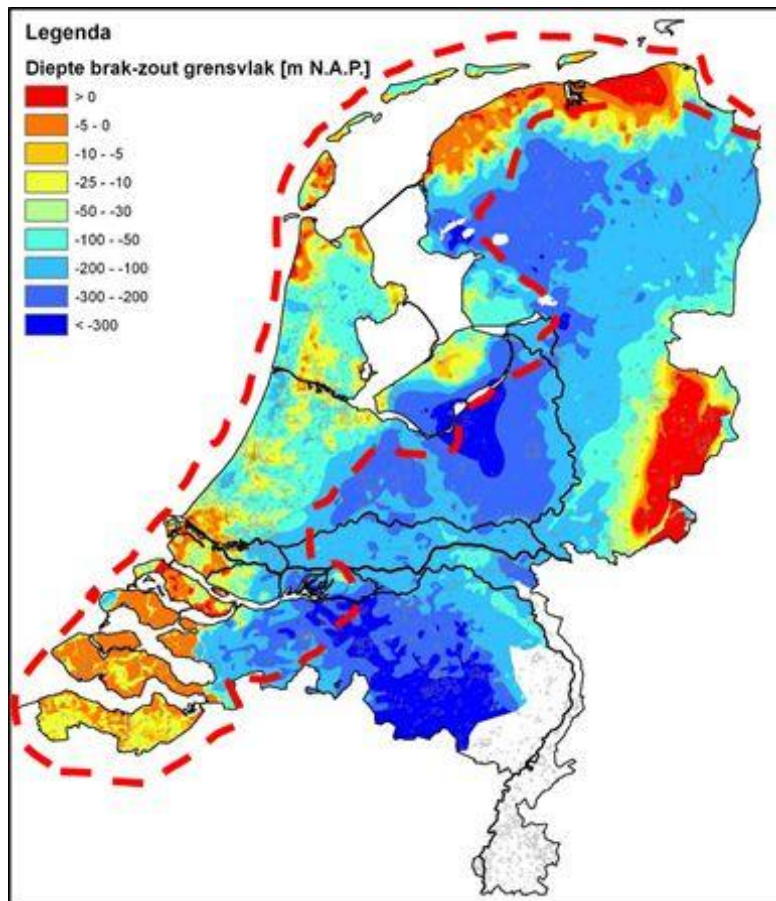 Legenda
Diepte brak-zout grensvlak [m N.A.P.]
> 0
-5 - 0
-10 - -5
-25 - -10
-50 - -30
-100 - -50
-200 - -100
-300 - -200
< -300